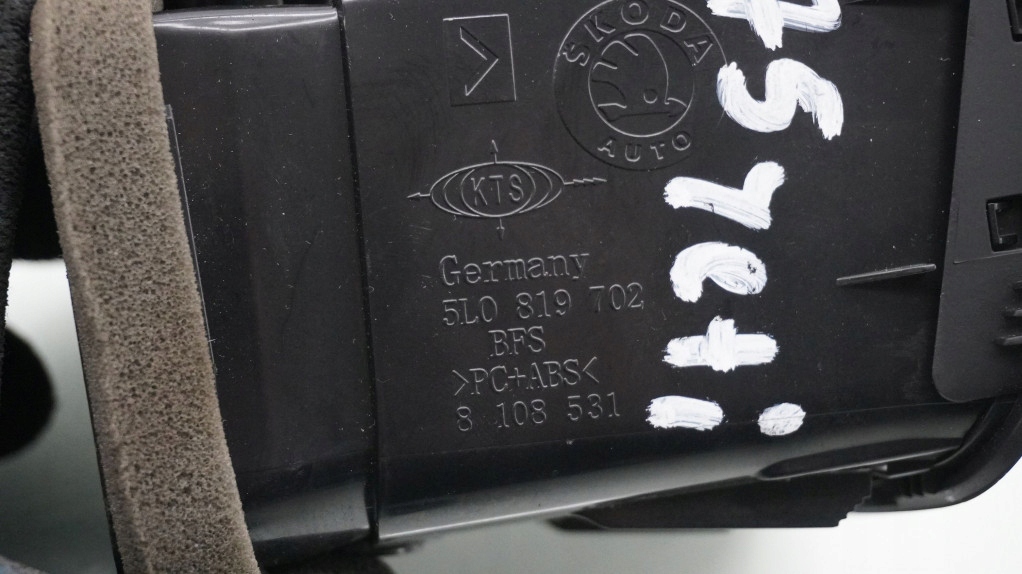 ŠKODA
AUTO
KTS
Germany
5L0 819 702
BFS
>PC+ABS<
8 108 531